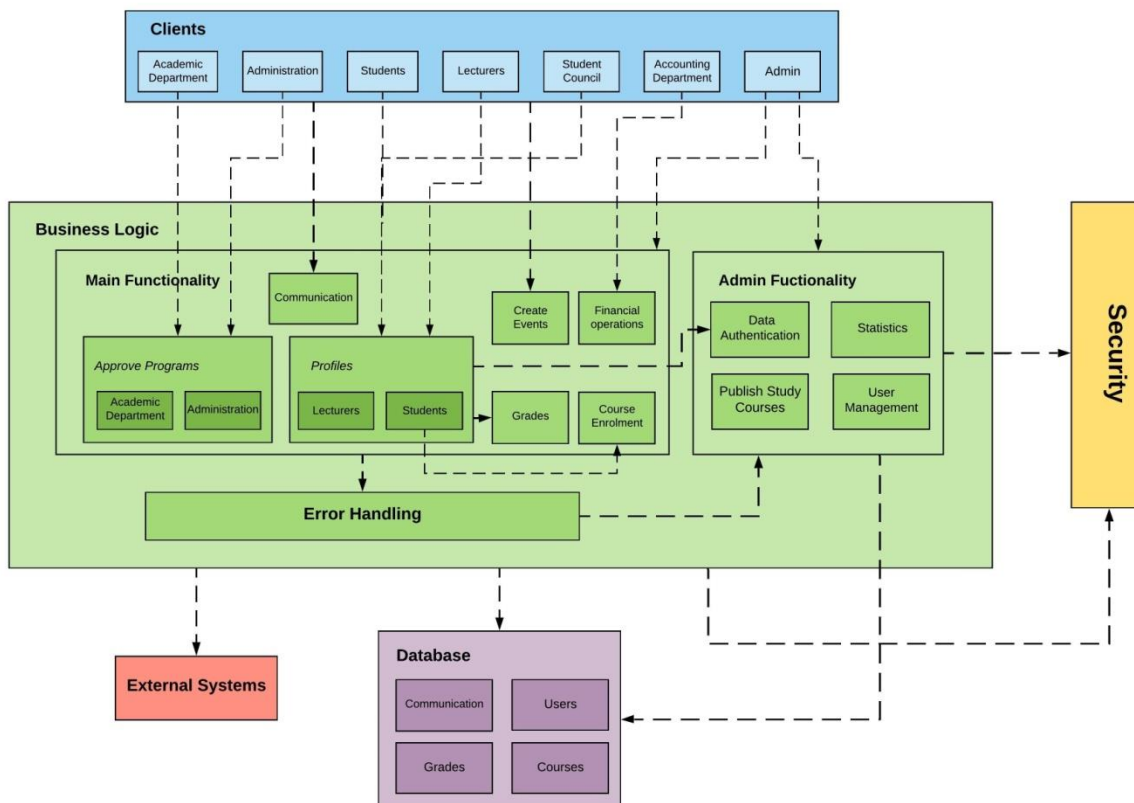 Clients
Academic
Department
Administration
Students
Lecturers
Student
Council
Accounting
Department
Admin
Business Logic
Main Functionality
Communication
Create
Events
Financial
operations
Approve Programs
Academic
Department
Administration
Profiles
Lecturers
Students
Grades
Course
Enrolment
Error Handling
Admin Fuctionality
Data
Authentication
Statistics
Publish Study
Courses
User
Management
Security
External Systems
Database
Communication
Users
Grades
Courses